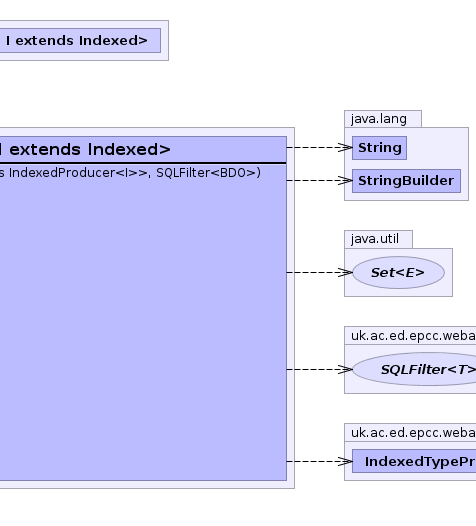 I extends Indexed>
java.lang
String
StringBuilder
I extends Indexed>
s IndexedProducer<I>>, SQLFilter<BDO>)
java.util
Set<E>
uk.ac.ed.epcc.weba
SQLFilter<T>
uk.ac.ed.epcc.weba
IndexedTypePr